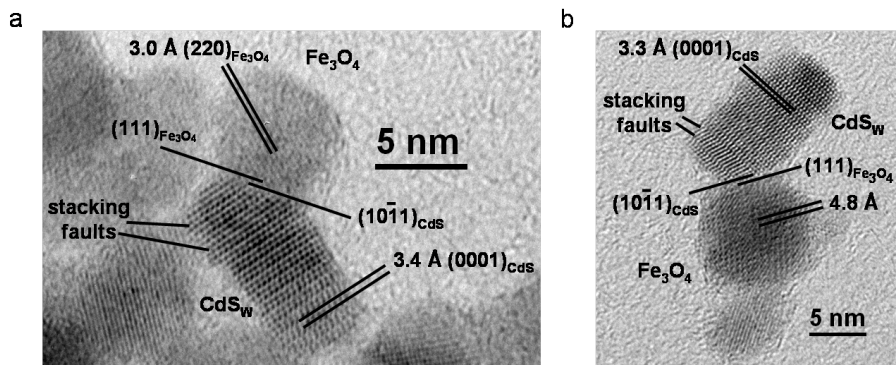 a
3.0 Å (220)Fe₃O₄
Fe₃O₄
(111)Fe₃O₄
5 nm
stacking
faults
(101̄1)CdS
3.4 Å (0001)CdS
CdSW
b
3.3 Å (0001)CdS
stacking
faults
CdSW
(111)Fe₃O₄
(101̄1)CdS
4.8 Å
Fe₃O₄
5 nm